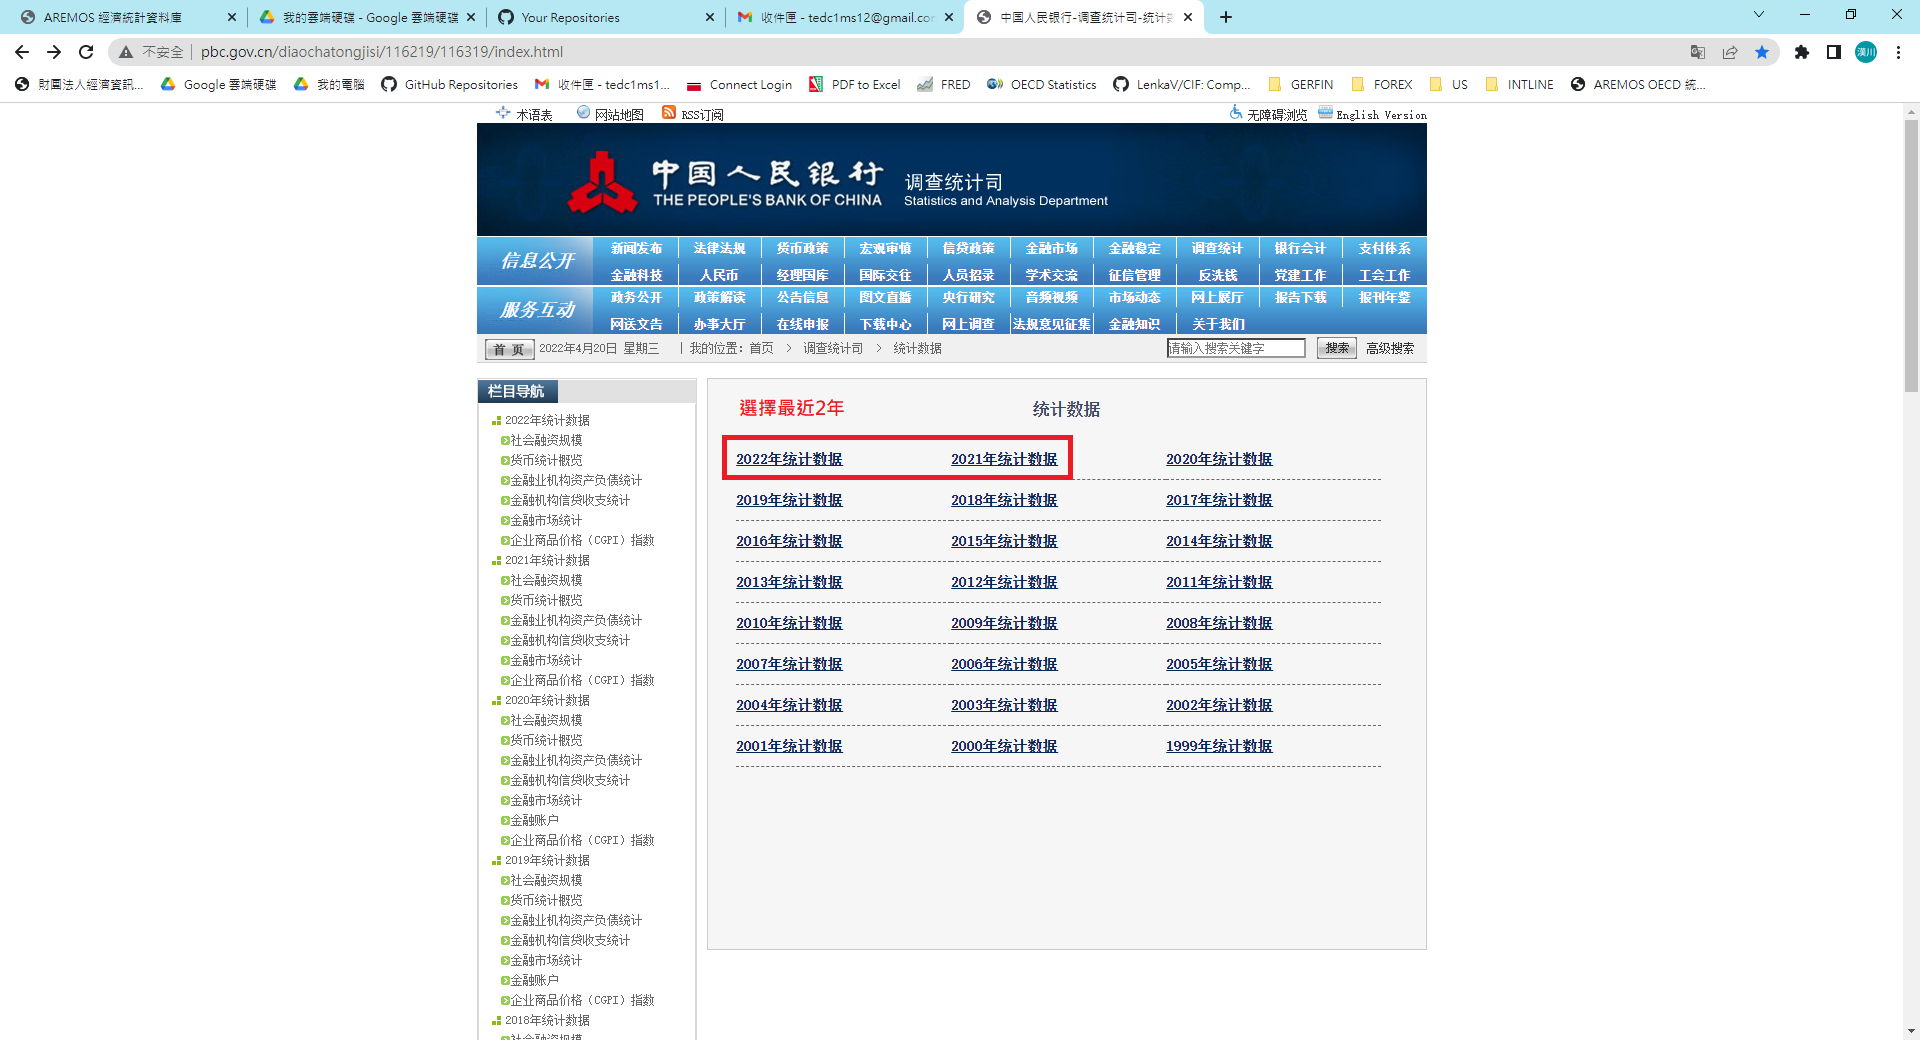 AREMOS 經濟統計資料庫
我的雲端硬碟 - Google 雲端硬碟
Your Repositories
收件匣 - tedc1ms12@gmail.co
中国人民银行-调查统计司-统计
不安全
pbc.gov.cn/diaochatongjisi/116219/116319/index.html
漢川
財團法人經濟資訊...
Google 雲端硬碟
我的電腦
GitHub Repositories
收件匣 - tedc1ms1...
Connect Login
PDF to Excel
FRED
OECD Statistics
LenkaV/CIF: Comp...
GERFIN
FOREX
US
INTLINE
AREMOS OECD 統...
术语表 网站地图 RSS订阅
无障碍浏览 English Version
中国人民银行
THE PEOPLE'S BANK OF CHINA
调查统计司
Statistics and Analysis Department
信息公开
新闻发布 法律法规 货币政策 宏观审慎 信贷政策 金融市场 金融稳定 调查统计 银行会计 支付体系
金融科技 人民币 经理国库 国际交往 人员招录 学术交流 征信管理 反洗钱 党建工作 工会工作
服务互动
政务公开 政策解读 公告信息 图文直播 央行研究 音频视频 市场动态 网上展厅 报告下载 报刊年鉴
网送文告 办事大厅 在线申报 下载中心 网上调查 法规意见征集 金融知识 关于我们
首 页 2022年4月20日 星期三 | 我的位置: 首页 > 调查统计司 > 统计数据
请输入搜索关键字 搜索 高级搜索
栏目导航
2022年统计数据
社会融资规模
货币统计概览
金融业机构资产负债统计
金融机构信贷收支统计
金融市场统计
企业商品价格（CGPI）指数
2021年统计数据
社会融资规模
货币统计概览
金融业机构资产负债统计
金融机构信贷收支统计
金融市场统计
企业商品价格（CGPI）指数
2020年统计数据
社会融资规模
货币统计概览
金融业机构资产负债统计
金融机构信贷收支统计
金融市场统计
金融账户
企业商品价格（CGPI）指数
2019年统计数据
社会融资规模
货币统计概览
金融业机构资产负债统计
金融机构信贷收支统计
金融市场统计
金融账户
企业商品价格（CGPI）指数
2018年统计数据
社会融资规模
選擇最近2年
统计数据
2022年统计数据 2021年统计数据 2020年统计数据
2019年统计数据 2018年统计数据 2017年统计数据
2016年统计数据 2015年统计数据 2014年统计数据
2013年统计数据 2012年统计数据 2011年统计数据
2010年统计数据 2009年统计数据 2008年统计数据
2007年统计数据 2006年统计数据 2005年统计数据
2004年统计数据 2003年统计数据 2002年统计数据
2001年统计数据 2000年统计数据 1999年统计数据